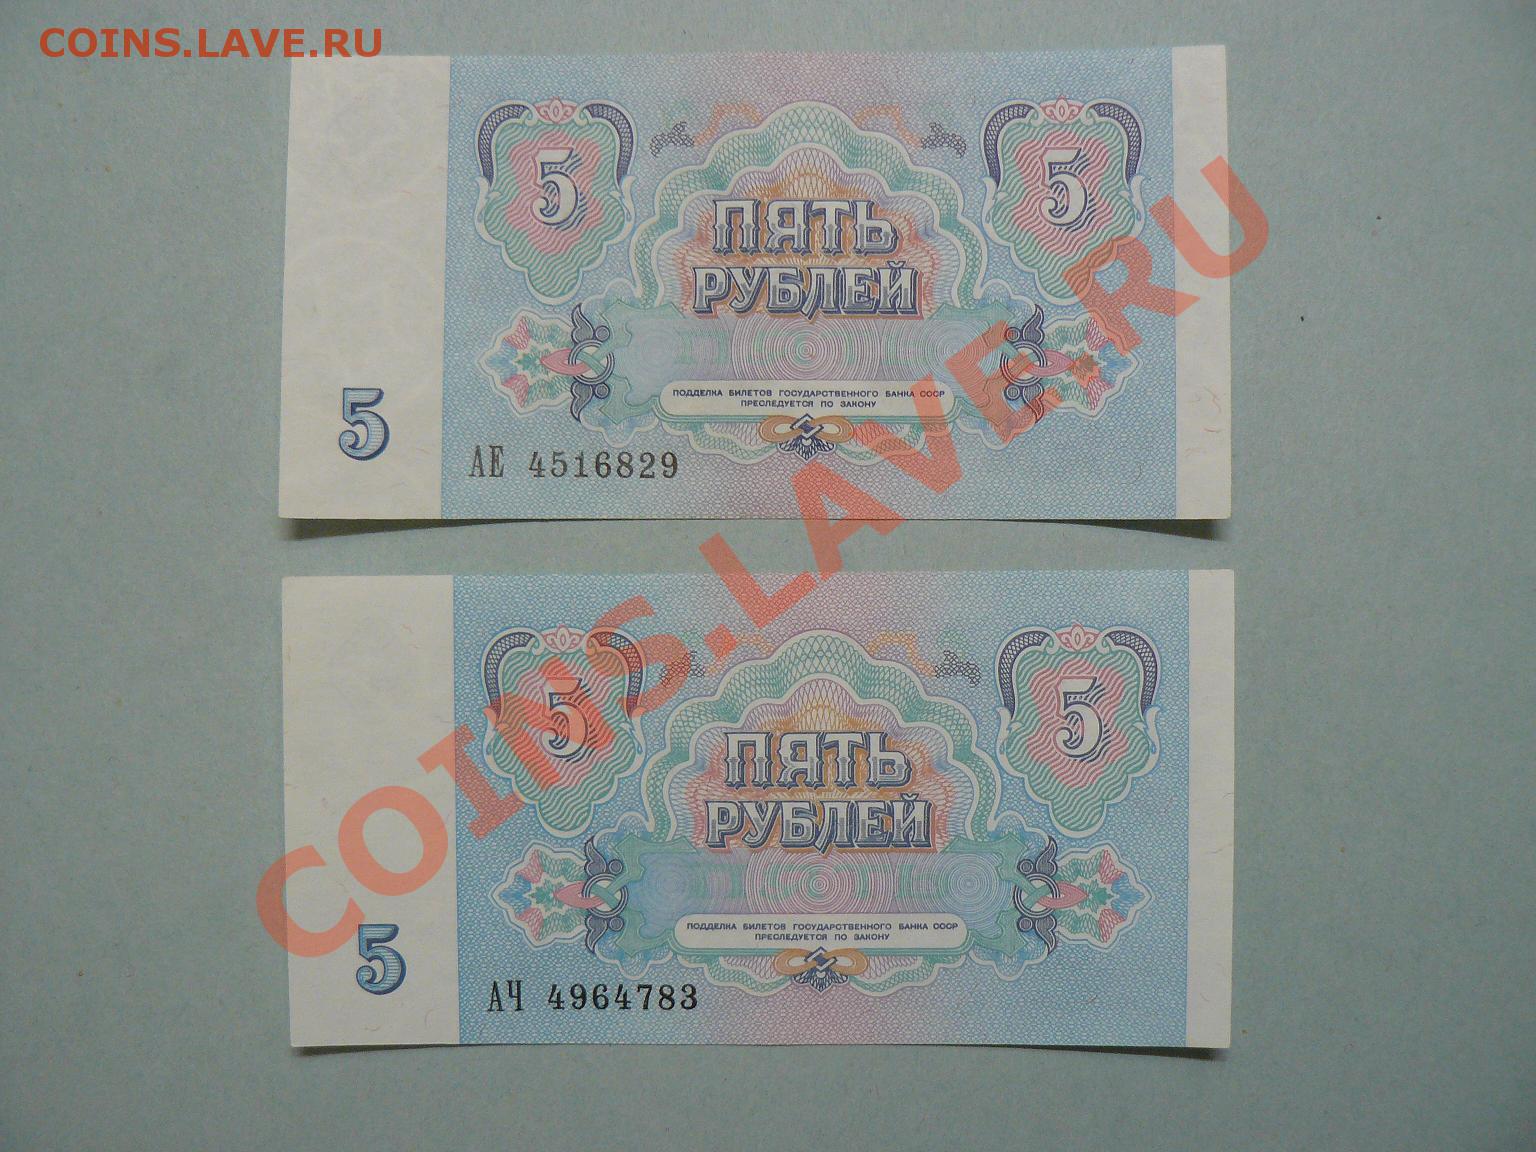 COINS.LAVE.RU
5 5
ПЯТЬ
РУБЛЕЙ
ПОДДЕЛКА БИЛЕТОВ ГОСУДАРСТВЕННОГО БАНКА СССР
ПРЕСЛЕДУЕТСЯ ПО ЗАКОНУ
5
АЕ 4516829
COINS.LAVE.RU
5 5
ПЯТЬ
РУБЛЕЙ
ПОДДЕЛКА БИЛЕТОВ ГОСУДАРСТВЕННОГО БАНКА СССР
ПРЕСЛЕДУЕТСЯ ПО ЗАКОНУ
5
АЧ 4964783